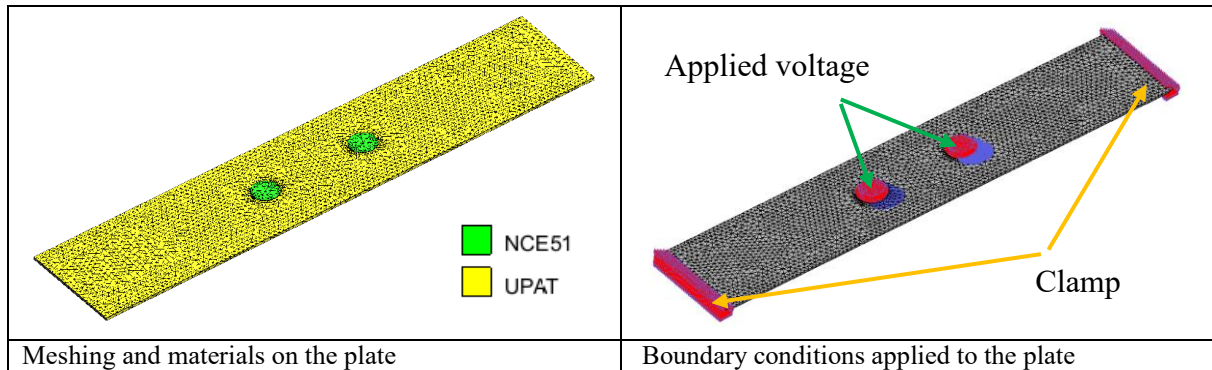 NCE51
UPAT
Applied voltage
Clamp
Meshing and materials on the plate
Boundary conditions applied to the plate